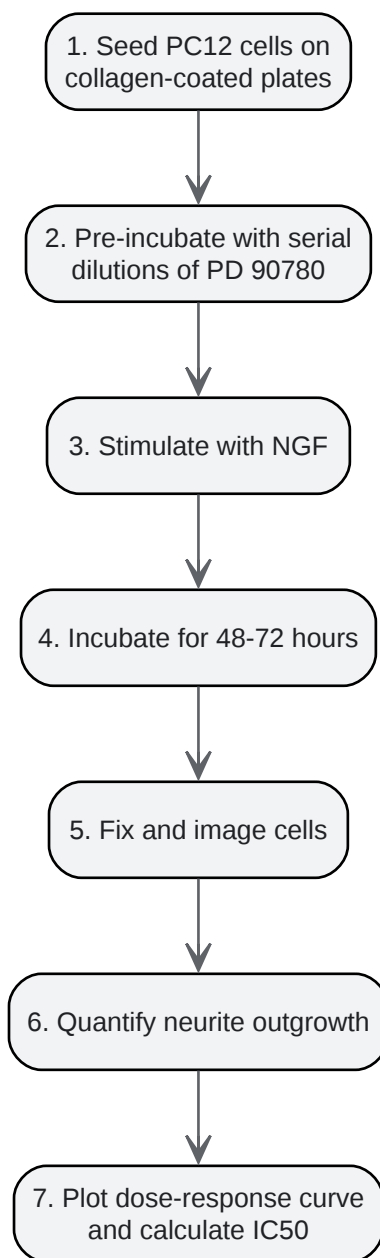 1. Seed PC12 cells on
collagen-coated plates
2. Pre-incubate with serial
dilutions of PD 90780
3. Stimulate with NGF
4. Incubate for 48-72 hours
5. Fix and image cells
6. Quantify neurite outgrowth
7. Plot dose-response curve
and calculate IC50